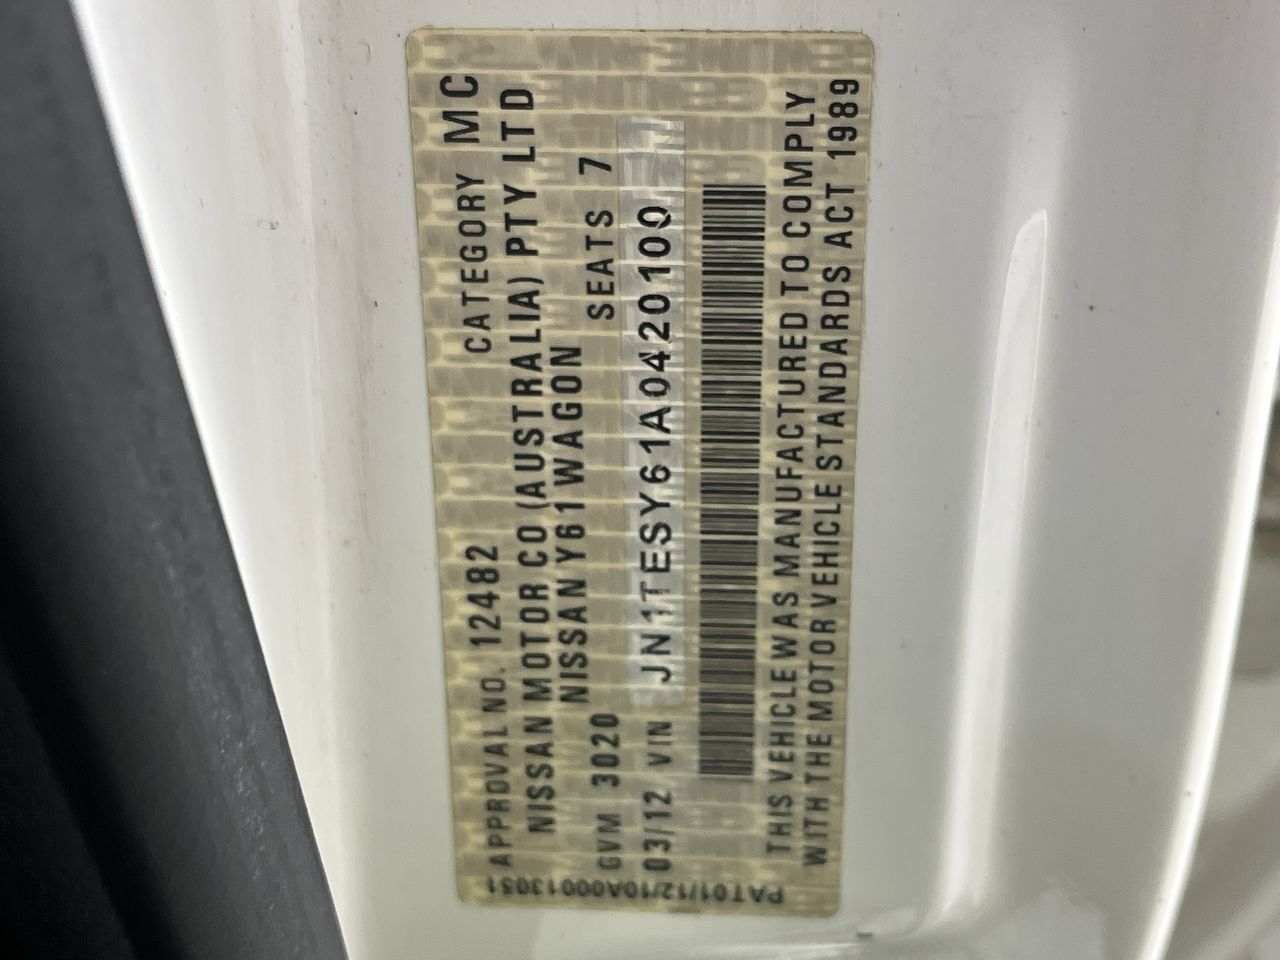 APPROVAL NO. 12482 CATEGORY MC
NISSAN MOTOR CO (AUSTRALIA) PTY LTD
NISSAN Y61 WAGON
GVM 3020 SEATS 7
03/12 VIN JN1TESY61A0420100
THIS VEHICLE WAS MANUFACTURED TO COMPLY
WITH THE MOTOR VEHICLE STANDARDS ACT 1989
PAT01/12/10A00013051